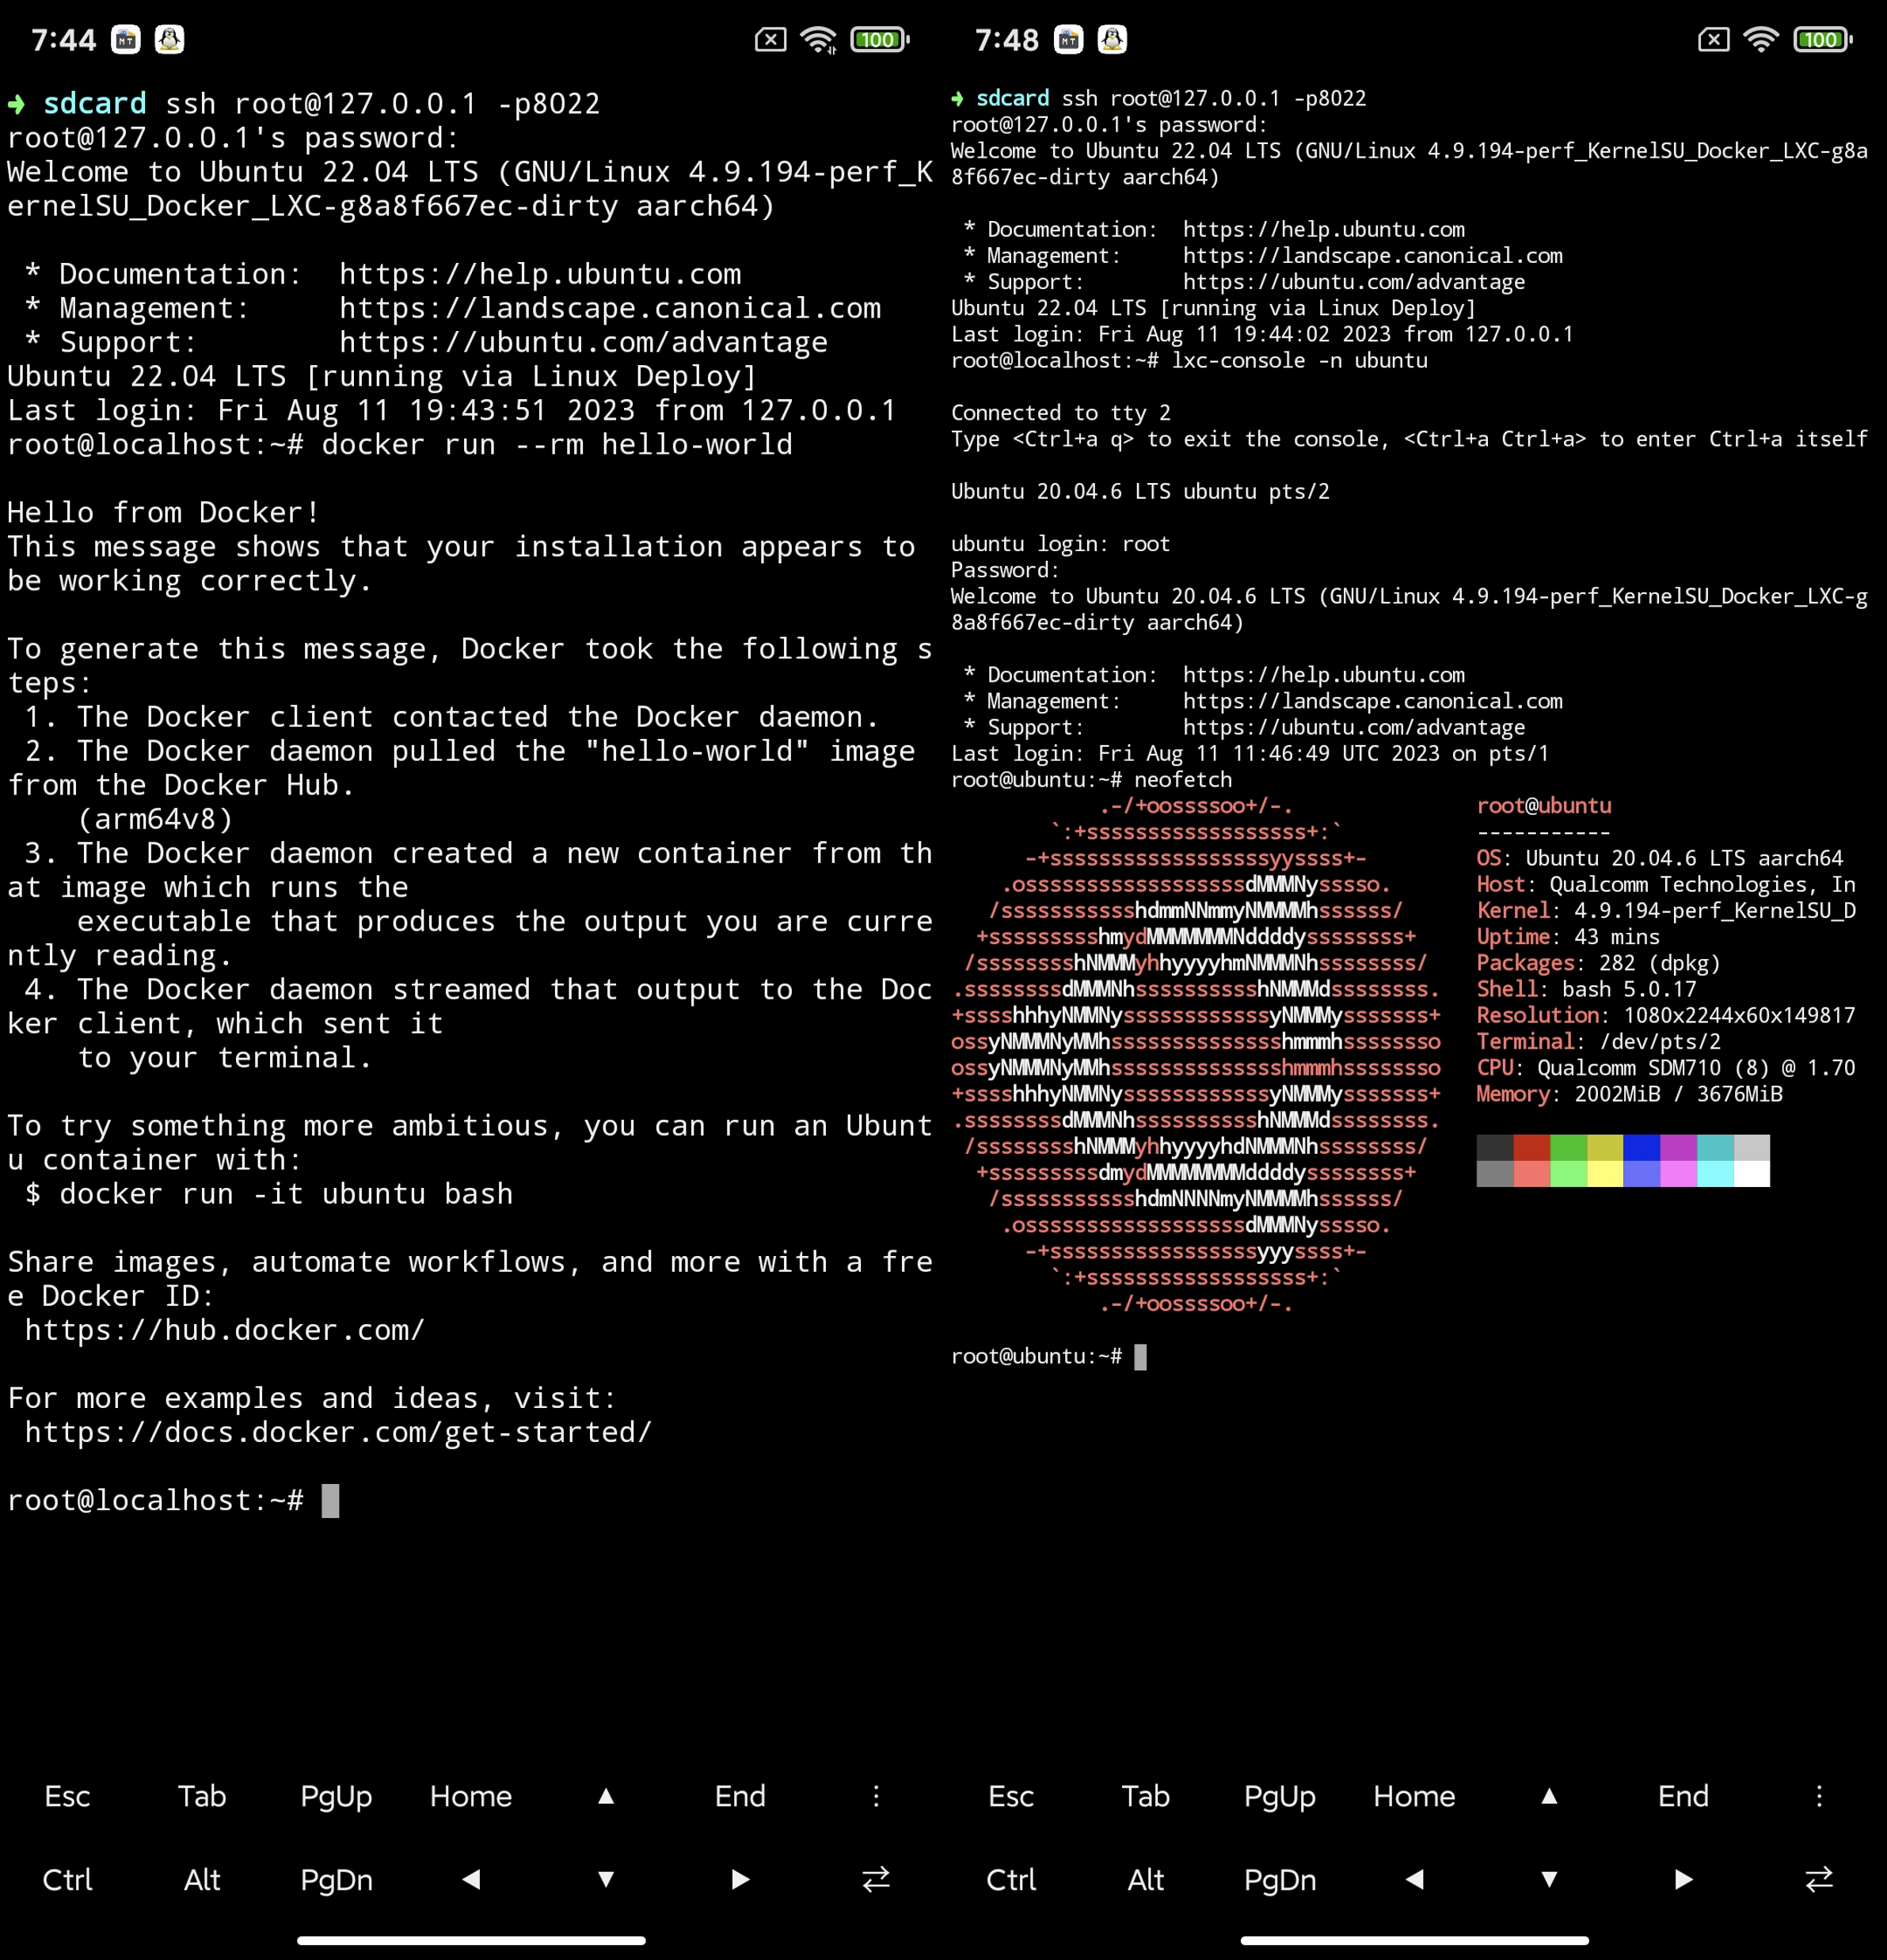 7:44
100
➜ sdcard ssh root@127.0.0.1 -p8022
root@127.0.0.1's password:
Welcome to Ubuntu 22.04 LTS (GNU/Linux 4.9.194-perf_K
ernelSU_Docker_LXC-g8a8f667ec-dirty aarch64)
 * Documentation:  https://help.ubuntu.com
 * Management:     https://landscape.canonical.com
 * Support:        https://ubuntu.com/advantage
Ubuntu 22.04 LTS [running via Linux Deploy]
Last login: Fri Aug 11 19:43:51 2023 from 127.0.0.1
root@localhost:~# docker run --rm hello-world
Hello from Docker!
This message shows that your installation appears to
be working correctly.
To generate this message, Docker took the following s
teps:
 1. The Docker client contacted the Docker daemon.
 2. The Docker daemon pulled the "hello-world" image
from the Docker Hub.
    (arm64v8)
 3. The Docker daemon created a new container from th
at image which runs the
    executable that produces the output you are curre
ntly reading.
 4. The Docker daemon streamed that output to the Doc
ker client, which sent it
    to your terminal.
To try something more ambitious, you can run an Ubunt
u container with:
 $ docker run -it ubuntu bash
Share images, automate workflows, and more with a fre
e Docker ID:
 https://hub.docker.com/
For more examples and ideas, visit:
 https://docs.docker.com/get-started/
root@localhost:~#
Esc Tab PgUp Home ▲ End ⋮
Ctrl Alt PgDn ◀ ▼ ▶ ⇄
7:48
100
➜ sdcard ssh root@127.0.0.1 -p8022
root@127.0.0.1's password:
Welcome to Ubuntu 22.04 LTS (GNU/Linux 4.9.194-perf_KernelSU_Docker_LXC-g8a
8f667ec-dirty aarch64)
 * Documentation:  https://help.ubuntu.com
 * Management:     https://landscape.canonical.com
 * Support:        https://ubuntu.com/advantage
Ubuntu 22.04 LTS [running via Linux Deploy]
Last login: Fri Aug 11 19:44:02 2023 from 127.0.0.1
root@localhost:~# lxc-console -n ubuntu
Connected to tty 2
Type <Ctrl+a q> to exit the console, <Ctrl+a Ctrl+a> to enter Ctrl+a itself
Ubuntu 20.04.6 LTS ubuntu pts/2
ubuntu login: root
Password:
Welcome to Ubuntu 20.04.6 LTS (GNU/Linux 4.9.194-perf_KernelSU_Docker_LXC-g
8a8f667ec-dirty aarch64)
 * Documentation:  https://help.ubuntu.com
 * Management:     https://landscape.canonical.com
 * Support:        https://ubuntu.com/advantage
Last login: Fri Aug 11 11:46:49 UTC 2023 on pts/1
root@ubuntu:~# neofetch
root@ubuntu
-----------
OS: Ubuntu 20.04.6 LTS aarch64
Host: Qualcomm Technologies, In
Kernel: 4.9.194-perf_KernelSU_D
Uptime: 43 mins
Packages: 282 (dpkg)
Shell: bash 5.0.17
Resolution: 1080x2244x60x149817
Terminal: /dev/pts/2
CPU: Qualcomm SDM710 (8) @ 1.70
Memory: 2002MiB / 3676MiB
root@ubuntu:~#
Esc Tab PgUp Home ▲ End ⋮
Ctrl Alt PgDn ◀ ▼ ▶ ⇄